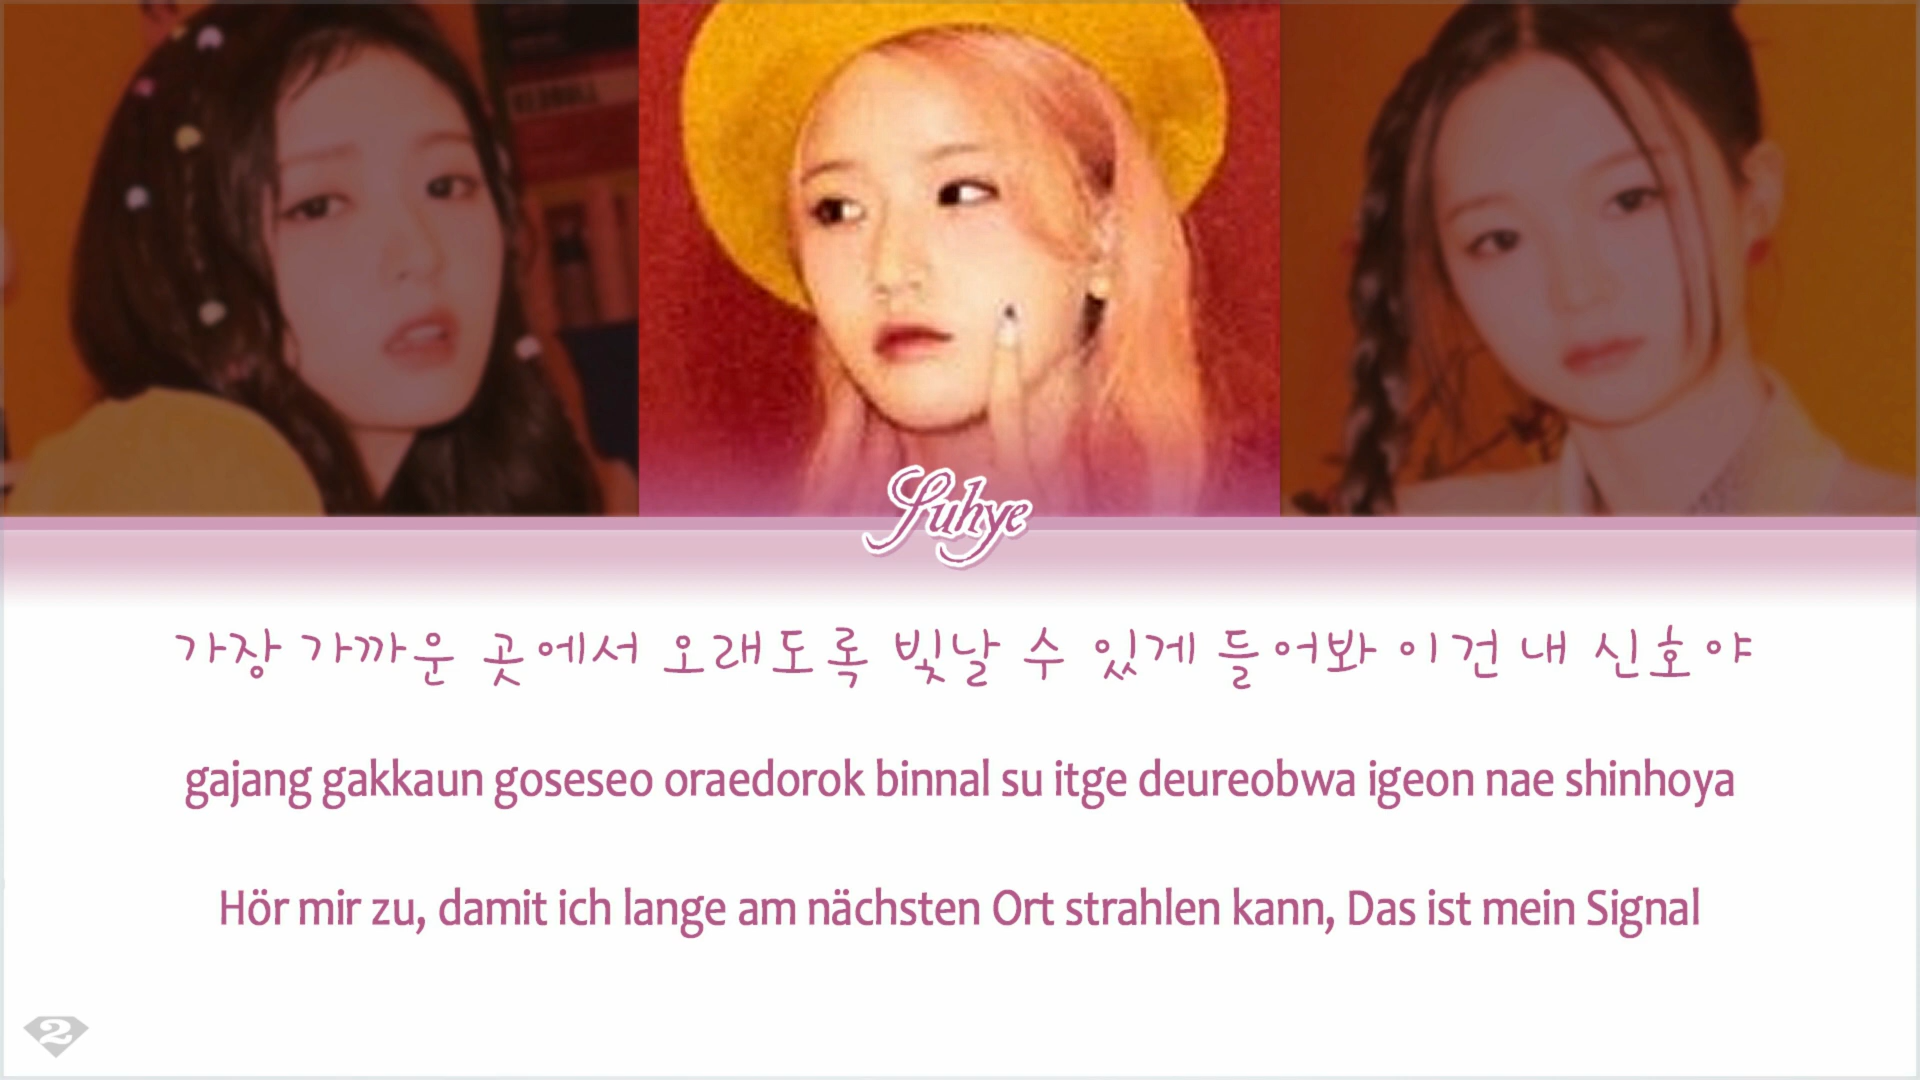 Suhye
가장 가까운 곳에서 오래도록 빛날 수 있게 들어봐 이건 내 신호야
gajang gakkaun goseseo oraedorok binnal su itge deureobwa igeon nae shinhoya
Hör mir zu, damit ich lange am nächsten Ort strahlen kann, Das ist mein Signal
2